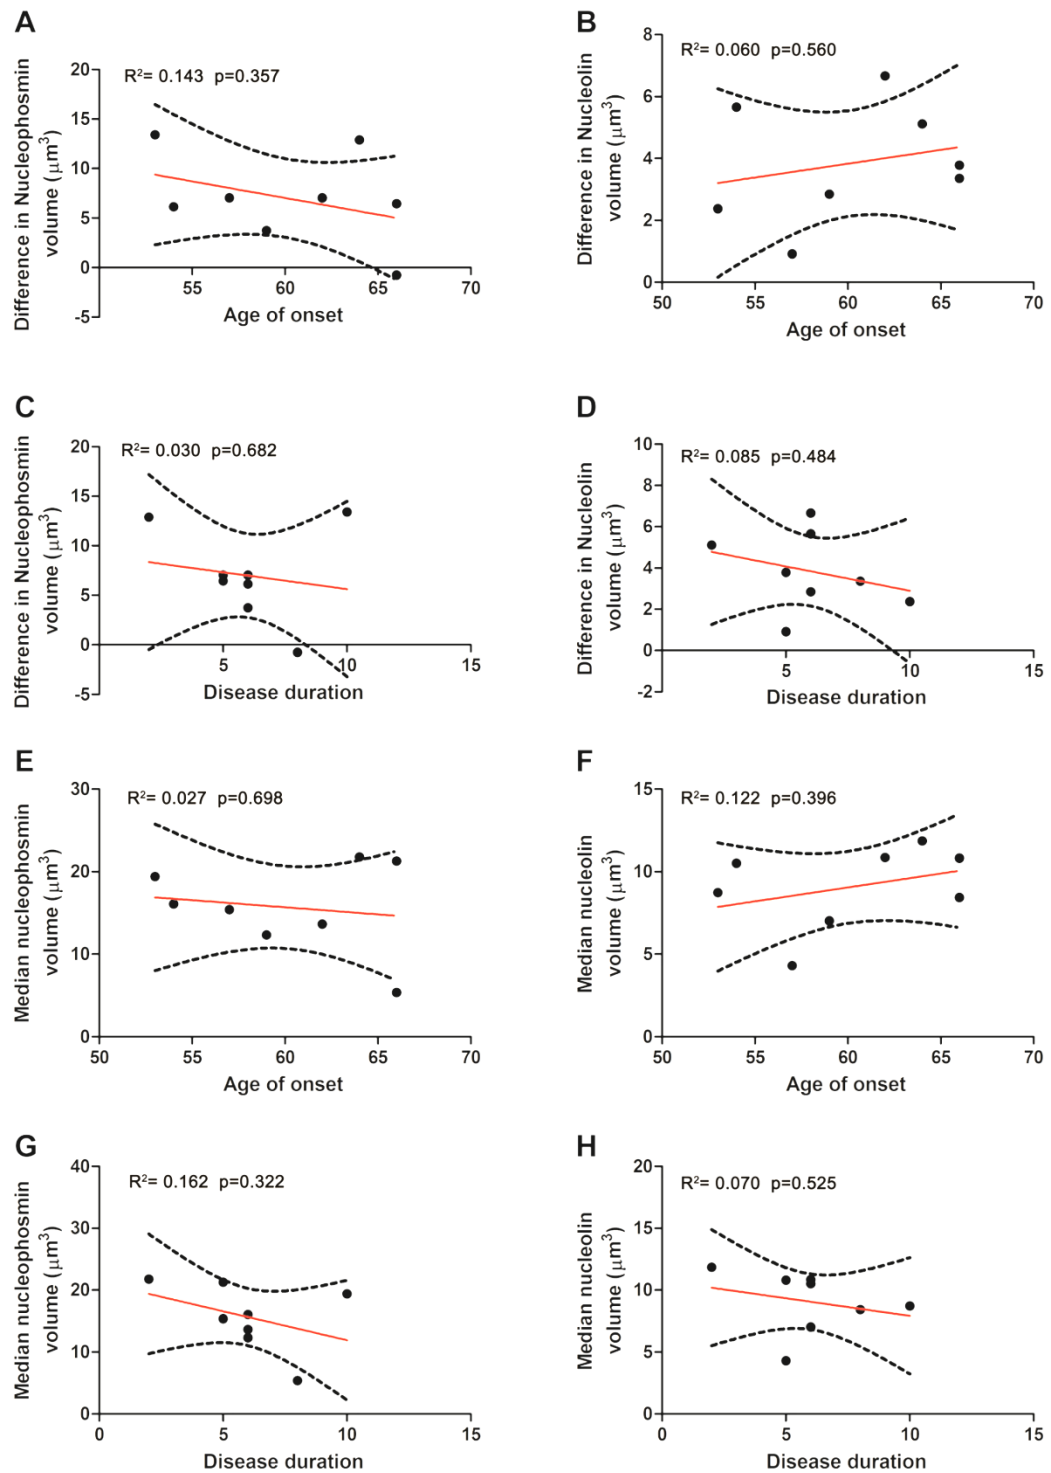 A
R²= 0.143 p=0.357
Difference in Nucleophosmin
volume (μm³)
20
15
10
5
0
-5
55
60
65
70
Age of onset
B
R²= 0.060 p=0.560
Difference in Nucleolin
volume (μm³)
8
6
4
2
0
50
55
60
65
70
Age of onset
C
R²= 0.030 p=0.682
Difference in Nucleophosmin
volume (μm³)
20
15
10
5
0
-5
5
10
15
Disease duration
D
R²= 0.085 p=0.484
Difference in Nucleolin
volume (μm³)
10
8
6
4
2
0
-2
5
10
15
Disease duration
E
R²= 0.027 p=0.698
Median nucleophosmin
volume (μm³)
30
20
10
0
50
55
60
65
70
Age of onset
F
R²= 0.122 p=0.396
Median nucleolin
volume (μm³)
15
10
5
0
50
55
60
65
70
Age of onset
G
R²= 0.162 p=0.322
Median nucleophosmin
volume (μm³)
40
30
20
10
0
0
5
10
15
Disease duration
H
R²= 0.070 p=0.525
Median nucleolin
volume (μm³)
20
15
10
5
0
0
5
10
15
Disease duration